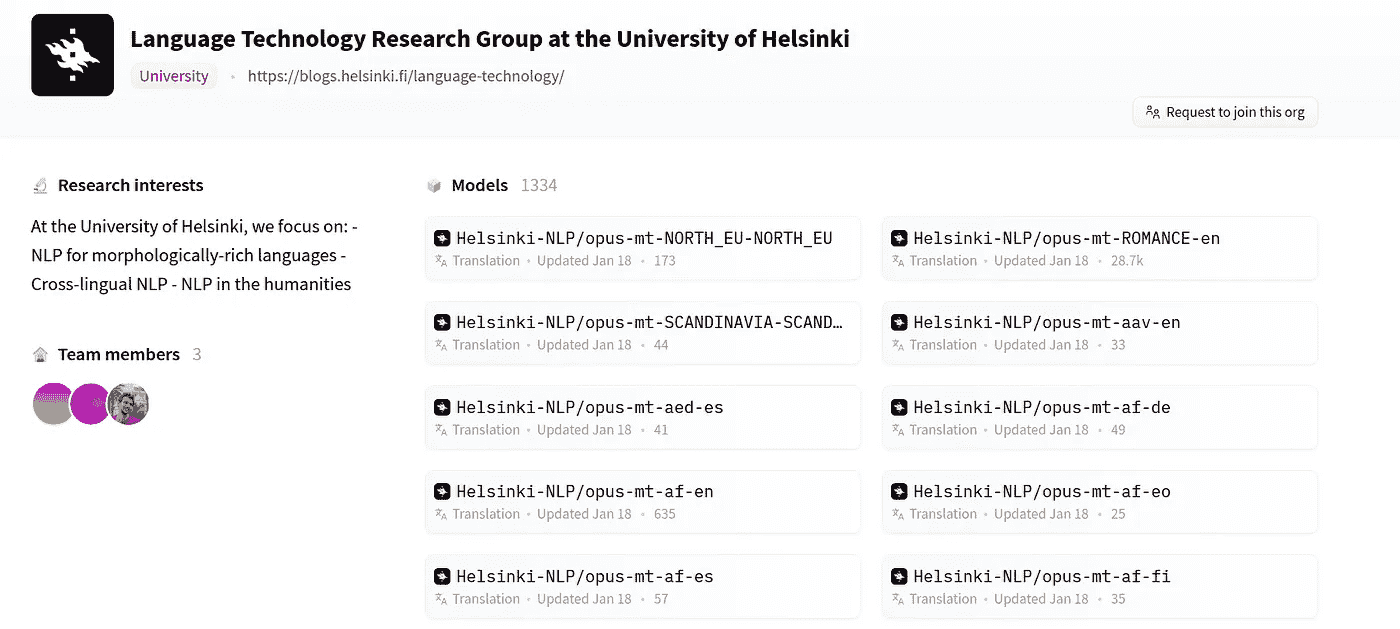 Language Technology Research Group at the University of Helsinki
University • https://blogs.helsinki.fi/language-technology/
Request to join this org
Research interests
At the University of Helsinki, we focus on: -
NLP for morphologically-rich languages -
Cross-lingual NLP - NLP in the humanities
Team members 3
Models 1334
Helsinki-NLP/opus-mt-NORTH_EU-NORTH_EU
Translation • Updated Jan 18 • 173
Helsinki-NLP/opus-mt-ROMANCE-en
Translation • Updated Jan 18 • 28.7k
Helsinki-NLP/opus-mt-SCANDINAVIA-SCAND…
Translation • Updated Jan 18 • 44
Helsinki-NLP/opus-mt-aav-en
Translation • Updated Jan 18 • 33
Helsinki-NLP/opus-mt-aed-es
Translation • Updated Jan 18 • 41
Helsinki-NLP/opus-mt-af-de
Translation • Updated Jan 18 • 49
Helsinki-NLP/opus-mt-af-en
Translation • Updated Jan 18 • 635
Helsinki-NLP/opus-mt-af-eo
Translation • Updated Jan 18 • 25
Helsinki-NLP/opus-mt-af-es
Translation • Updated Jan 18 • 57
Helsinki-NLP/opus-mt-af-fi
Translation • Updated Jan 18 • 35